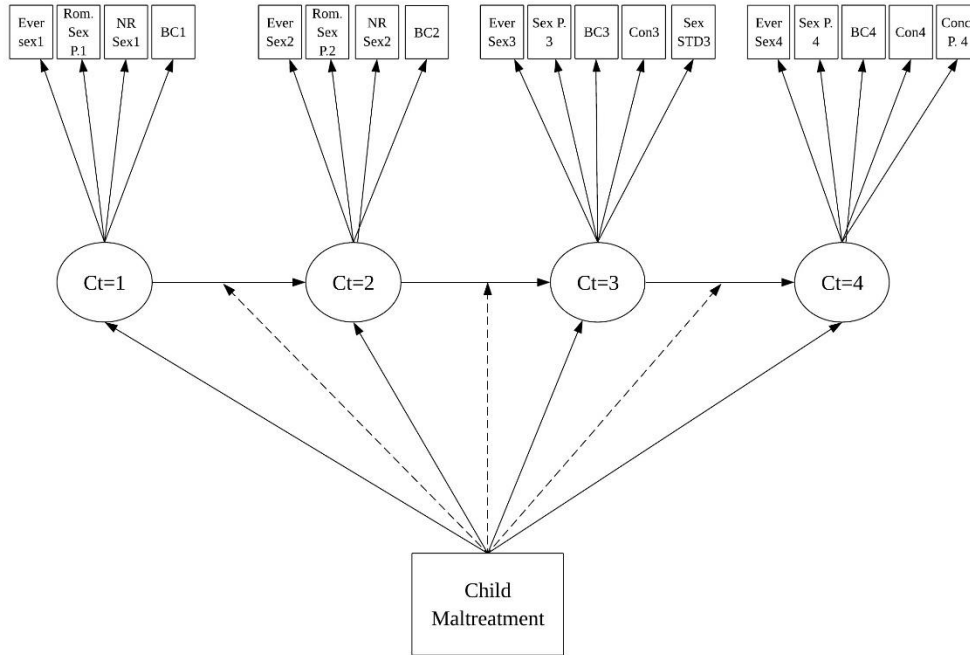 Ever
sex1
Rom.
Sex
P.1
NR
Sex1
BC1
Ever
Sex2
Rom.
Sex
P.2
NR
Sex2
BC2
Ever
Sex3
Sex P.
3
BC3
Con3
Sex
STD3
Ever
Sex4
Sex P.
4
BC4
Con4
Conc
P. 4
Ct=1
Ct=2
Ct=3
Ct=4
Child
Maltreatment